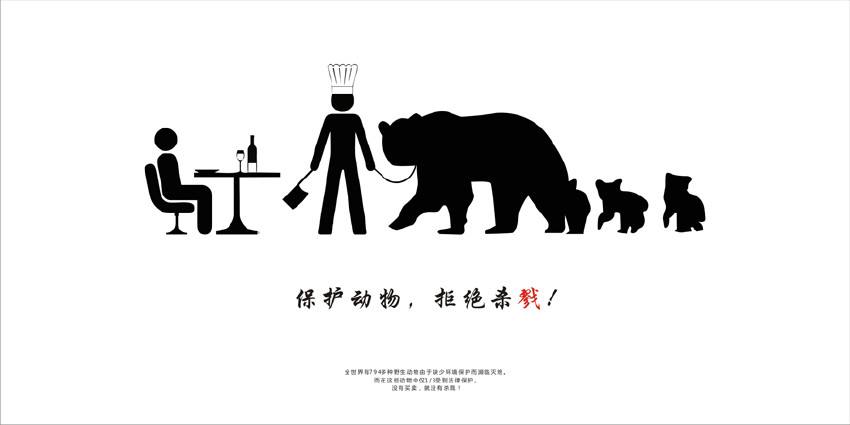 保护动物，拒绝杀戮！
全世界有794多种野生动物由于缺少环境保护而濒临灭绝。
而在这些动物中仅1/3受到法律保护。
没有买卖，就没有杀戮！